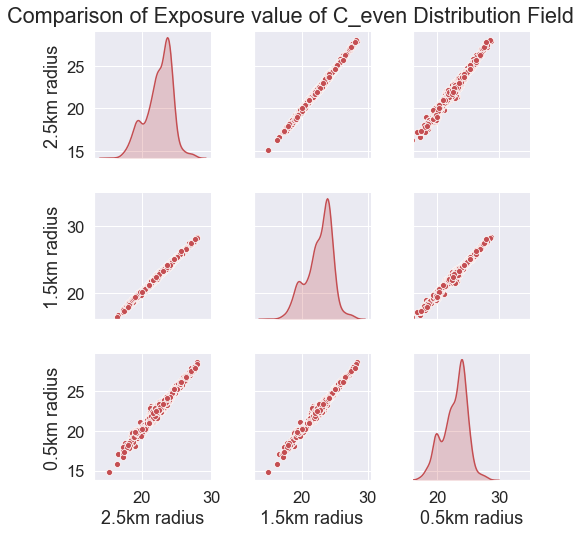 Comparison of Exposure value of C_even Distribution Field
2.5km radius
25
20
15
1.5km radius
30
20
0.5km radius
25
20
15
20 30 20 30 20 30
2.5km radius 1.5km radius 0.5km radius